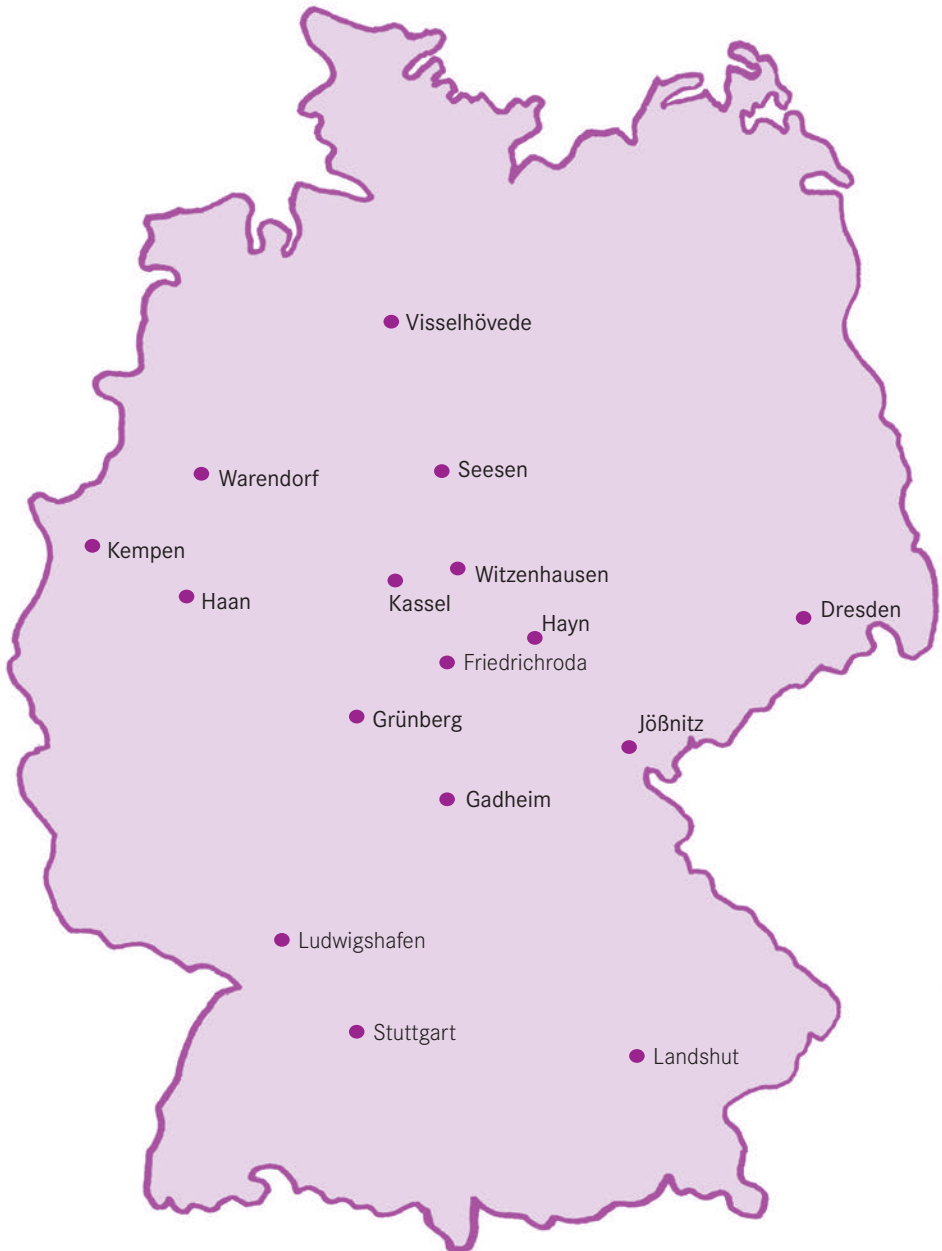 Visselhövede
Seesen
Warendorf
Kempen
Witzenhausen
Haan
Kassel
Dresden
Hayn
Friedrichroda
Grünberg
Jößnitz
Gadheim
Ludwigshafen
Stuttgart
Landshut